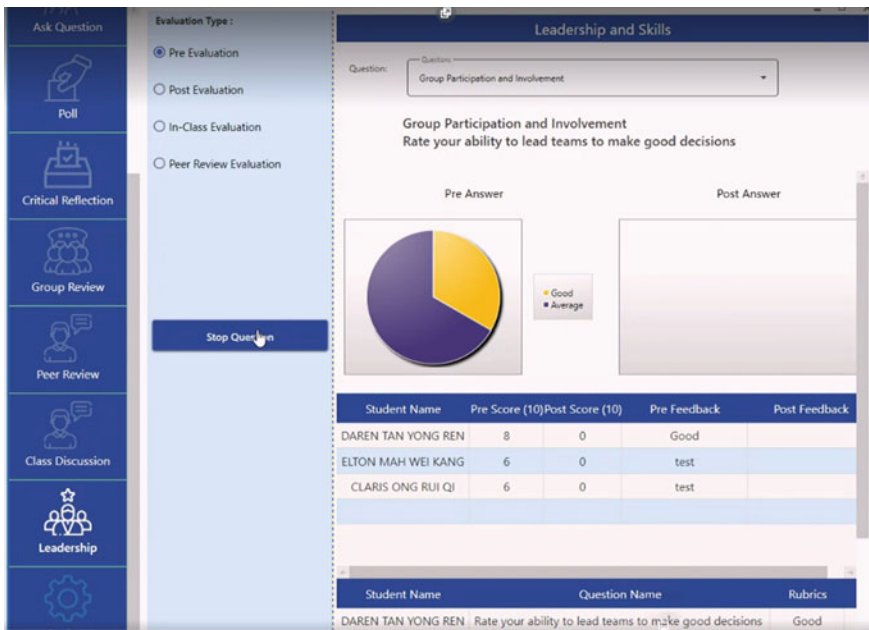 Ask Question
Poll
Critical Reflection
Group Review
Peer Review
Class Discussion
Leadership
Evaluation Type :
Pre Evaluation
Post Evaluation
In-Class Evaluation
Peer Review Evaluation
Stop Question
Leadership and Skills
Question:
Questions
Group Participation and Involvement
Group Participation and Involvement
Rate your ability to lead teams to make good decisions
Pre Answer
Post Answer
Good
Average
Student Name Pre Score (10) Post Score (10) Pre Feedback Post Feedback
DAREN TAN YONG REN 8 0 Good
ELTON MAH WEI KANG 6 0 test
CLARIS ONG RUI QI 6 0 test
Student Name Question Name Rubrics
DAREN TAN YONG REN Rate your ability to lead teams to make good decisions Good